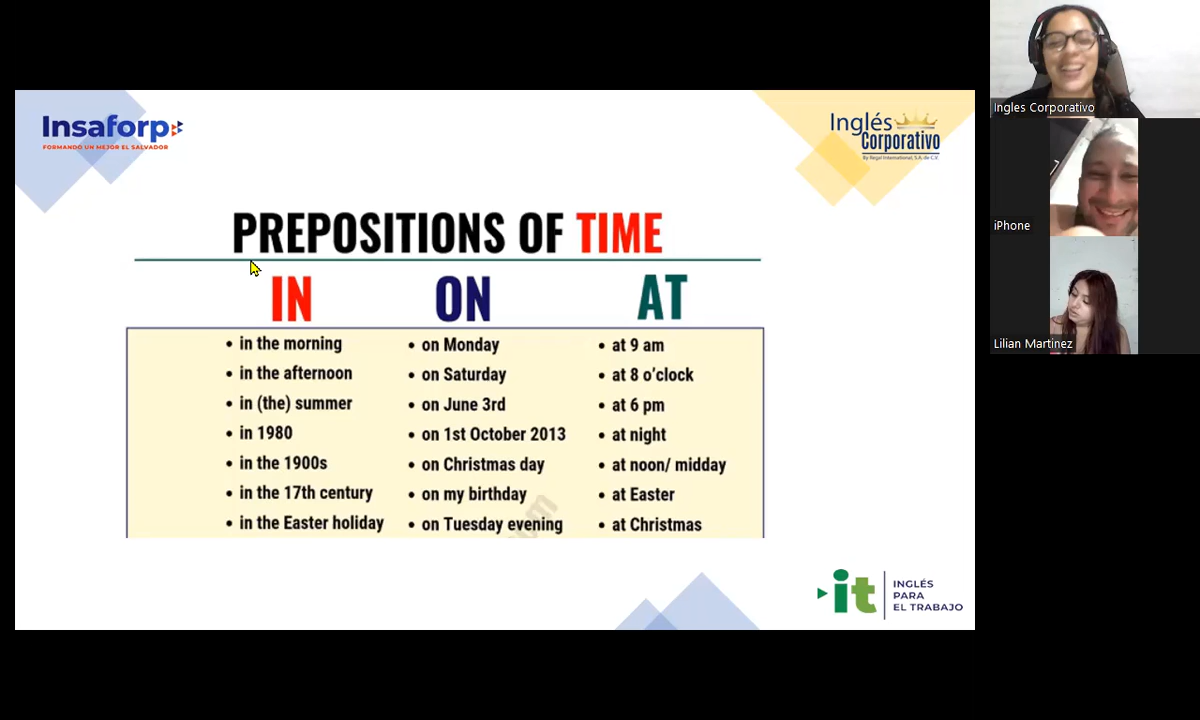 Insaforp
FORMANDO UN MEJOR EL SALVADOR
Inglés
Corporativo
By Regal International, S.A. de C.V.
PREPOSITIONS OF TIME
IN
• in the morning
• in the afternoon
• in (the) summer
• in 1980
• in the 1900s
• in the 17th century
• in the Easter holiday
ON
• on Monday
• on Saturday
• on June 3rd
• on 1st October 2013
• on Christmas day
• on my birthday
• on Tuesday evening
AT
• at 9 am
• at 8 o'clock
• at 6 pm
• at night
• at noon/ midday
• at Easter
• at Christmas
it
INGLÉS
PARA
EL TRABAJO
Ingles Corporativo
iPhone
Lilian Martinez